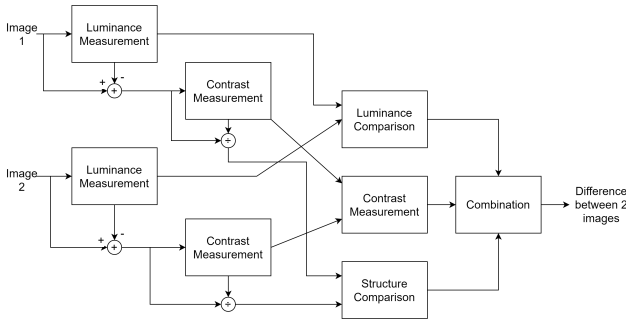 Image
1
Luminance
Measurement
+
-
+
Contrast
Measurement
÷
Luminance
Comparison
Image
2
Luminance
Measurement
+
-
+
Contrast
Measurement
÷
Contrast
Measurement
Structure
Comparison
Combination
Difference
between 2
images